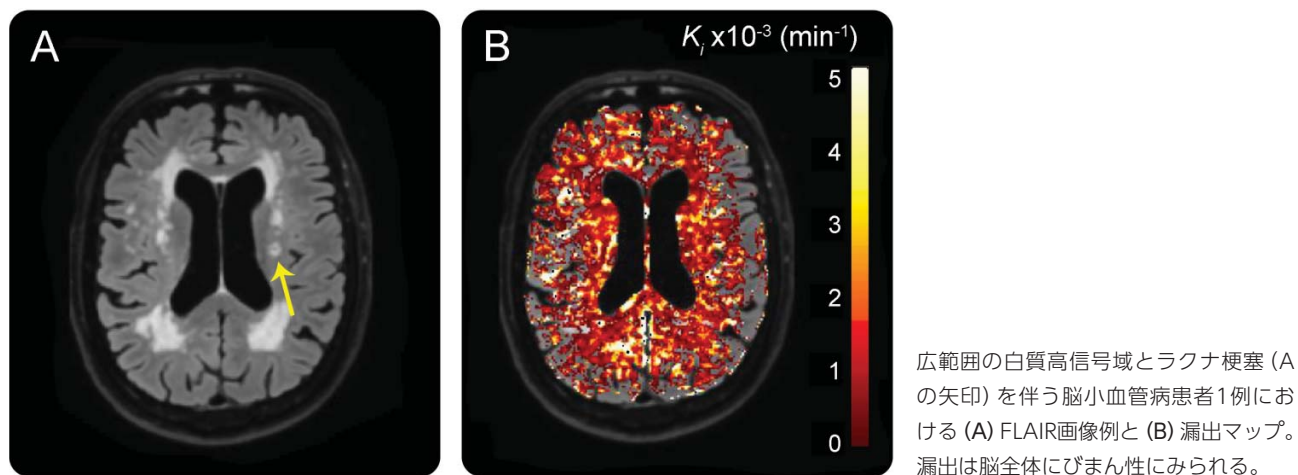 A
B
K_i x10⁻³ (min⁻¹)
5
4
3
2
1
0
広範囲の白質高信号域とラクナ梗塞（A
の矢印）を伴う脳小血管病患者1例にお
ける (A) FLAIR画像例と (B) 漏出マップ。
漏出は脳全体にびまん性にみられる。